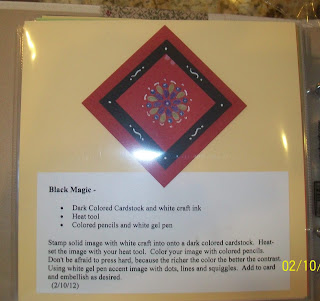 Black Magic -
• Dark Colored Cardstock and white craft ink
• Heat tool
• Colored pencils and white gel pen
Stamp solid image with white craft into onto a dark colored cardstock. Heat-
set the image with your heat tool. Color your image with colored pencils.
Don't be afraid to press hard, because the richer the color the better the contrast.
Using white gel pen accent image with dots, lines and squiggles. Add to card
and embellish as desired.
(2/10/12)
02/10/